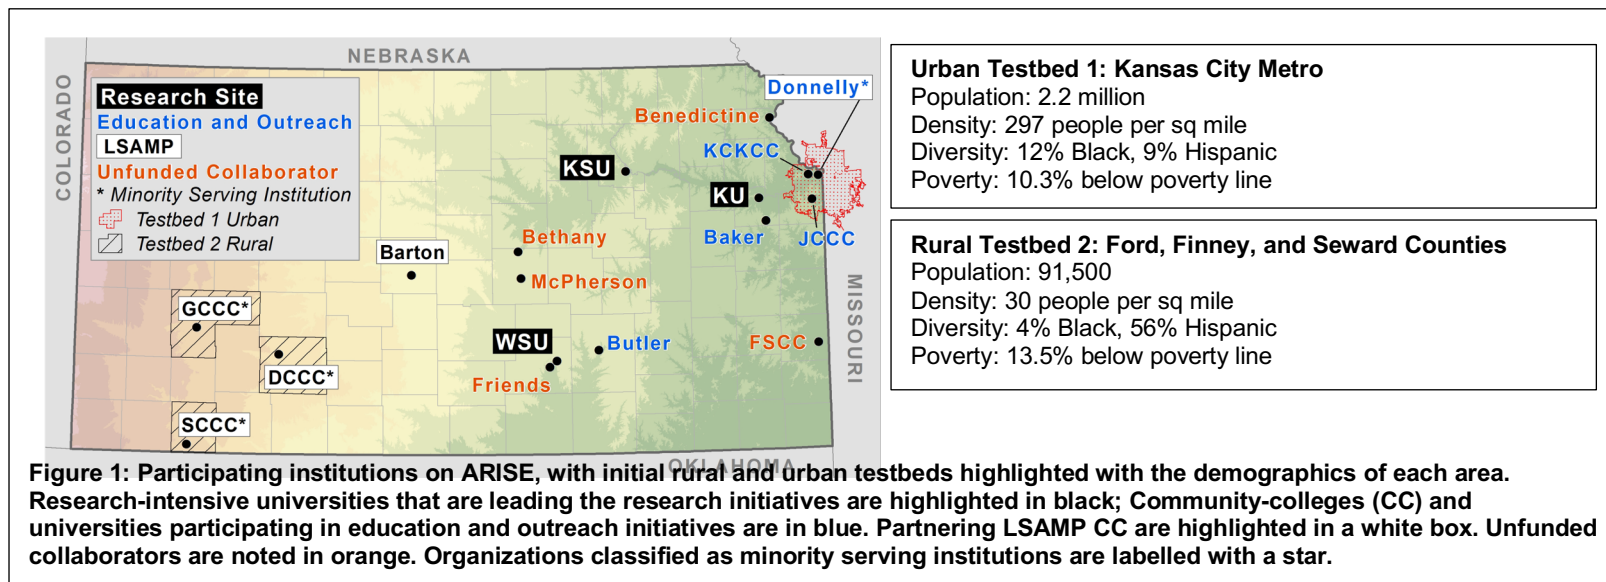 NEBRASKA
COLORADO
Research Site
Education and Outreach
LSAMP
Unfunded Collaborator
* Minority Serving Institution
Testbed 1 Urban
Testbed 2 Rural
Donnelly*
Benedictine
KCKCC
KSU
KU
Baker
JCCC
Bethany
Barton
McPherson
MISSOURI
GCCC*
WSU
Butler
FSCC
DCCC*
Friends
SCCC*
OKLAHOMA
Urban Testbed 1: Kansas City Metro
Population: 2.2 million
Density: 297 people per sq mile
Diversity: 12% Black, 9% Hispanic
Poverty: 10.3% below poverty line
Rural Testbed 2: Ford, Finney, and Seward Counties
Population: 91,500
Density: 30 people per sq mile
Diversity: 4% Black, 56% Hispanic
Poverty: 13.5% below poverty line
Figure 1: Participating institutions on ARISE, with initial rural and urban testbeds highlighted with the demographics of each area.
Research-intensive universities that are leading the research initiatives are highlighted in black; Community-colleges (CC) and
universities participating in education and outreach initiatives are in blue. Partnering LSAMP CC are highlighted in a white box. Unfunded
collaborators are noted in orange. Organizations classified as minority serving institutions are labelled with a star.